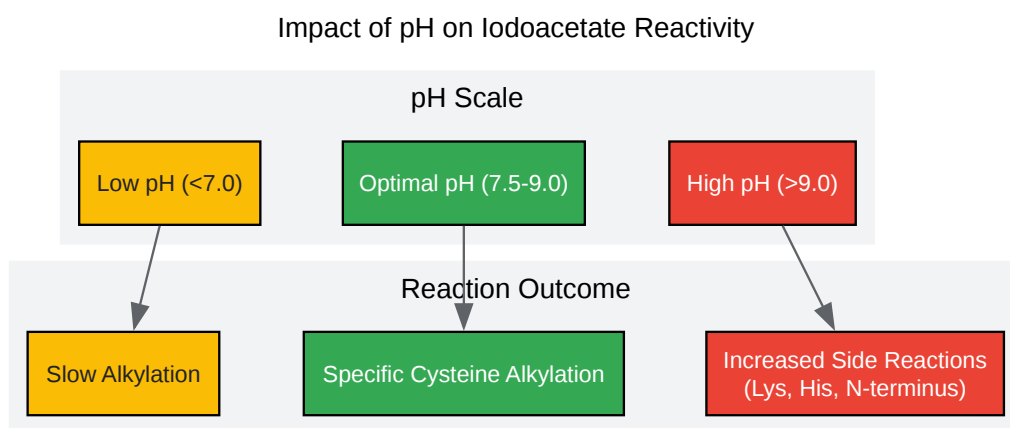 Impact of pH on Iodoacetate Reactivity
pH Scale
Low pH (<7.0)
Optimal pH (7.5-9.0)
High pH (>9.0)
Reaction Outcome
Slow Alkylation
Specific Cysteine Alkylation
Increased Side Reactions
(Lys, His, N-terminus)